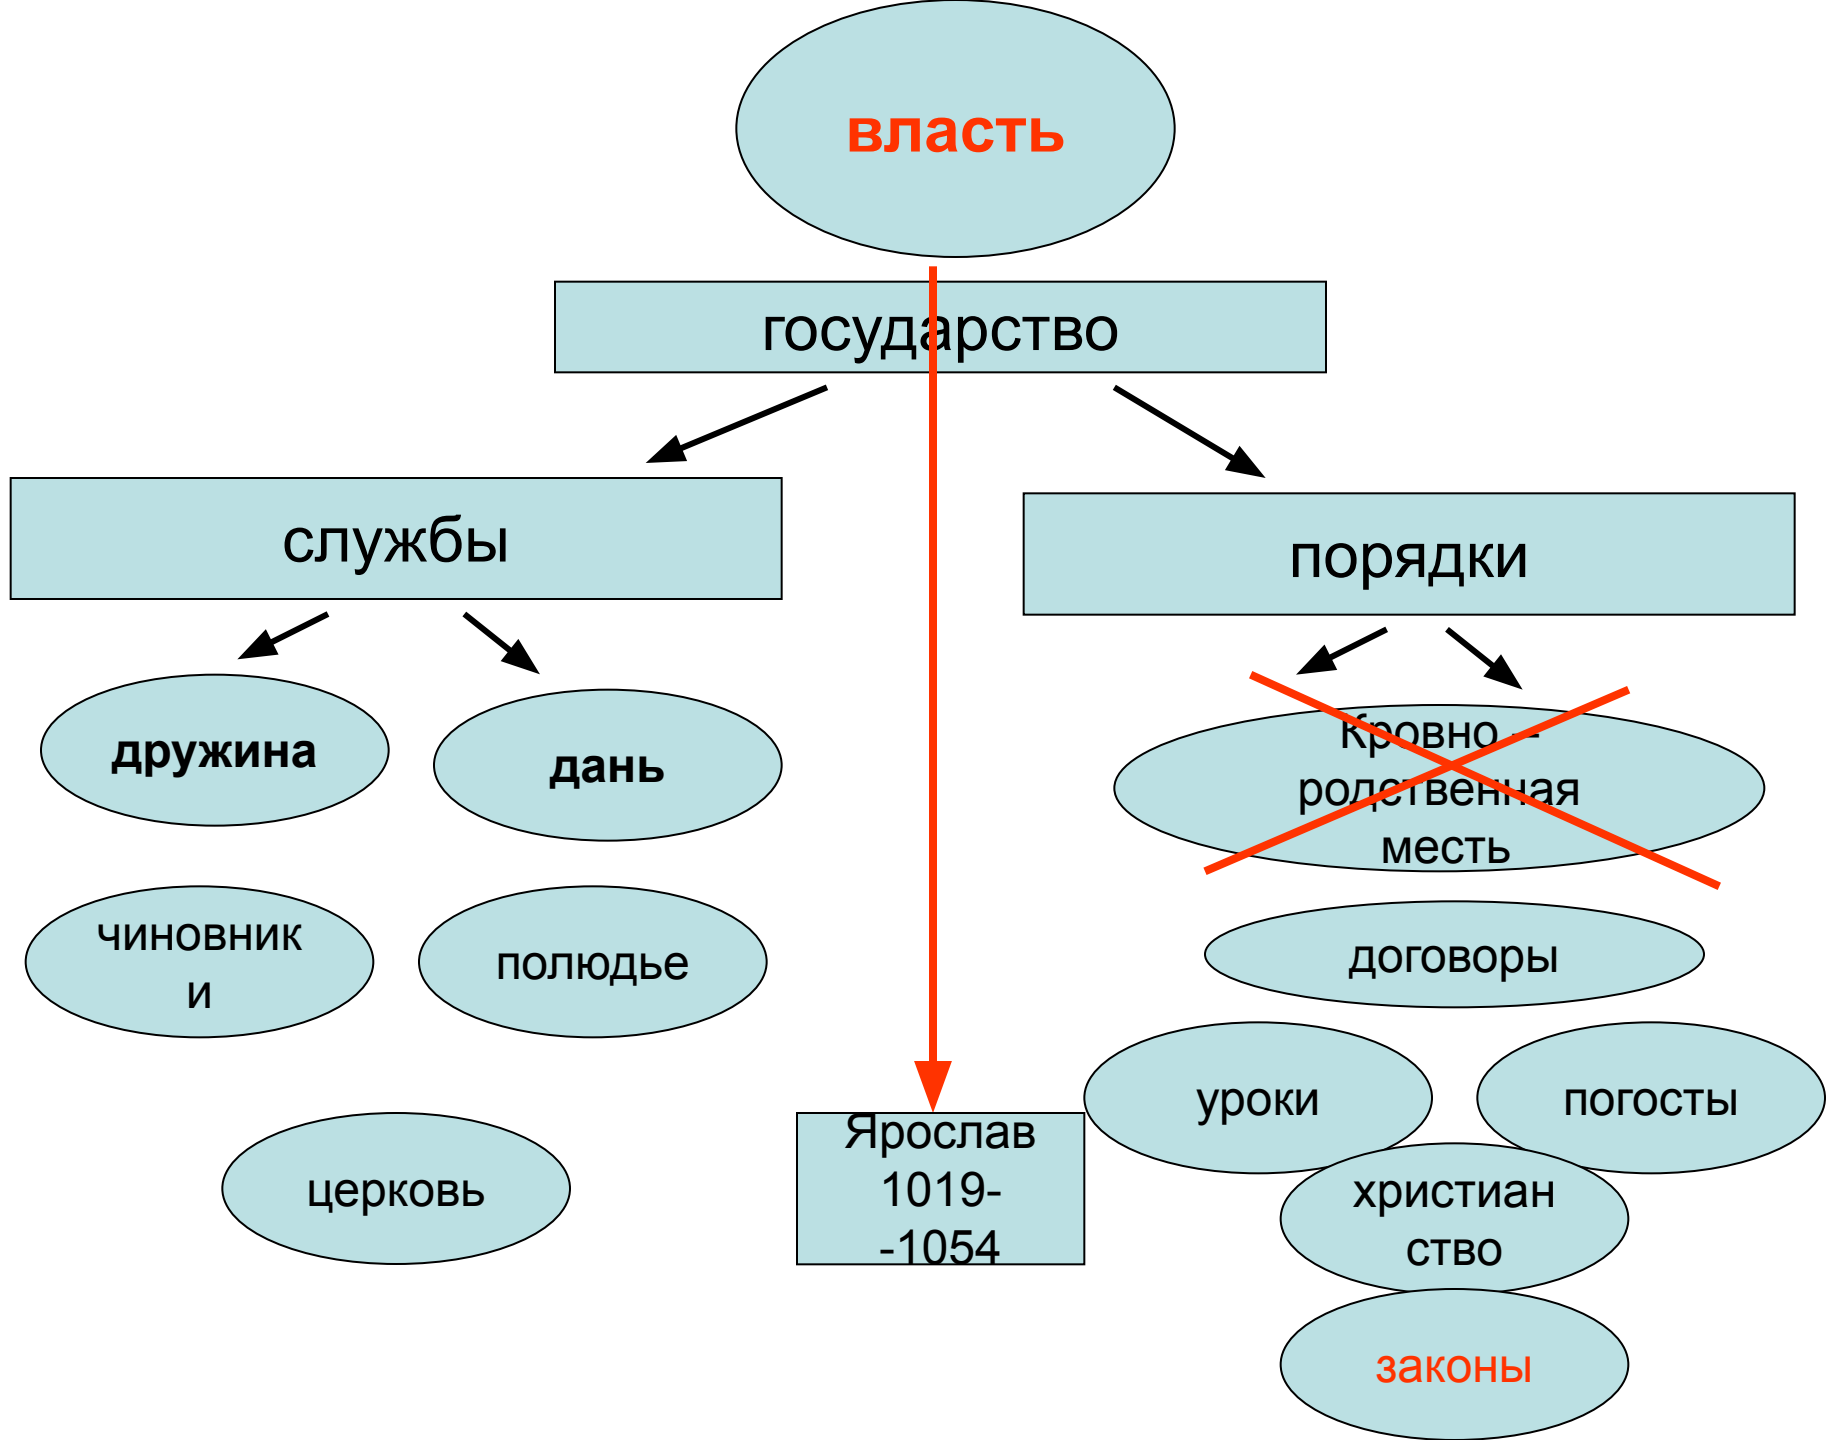 власть
государство
службы
порядки
дружина
дань
Кровно –
родственная
месть
чиновник
и
полюдье
договоры
уроки
погосты
церковь
Ярослав
1019-
-1054
христиан
ство
законы